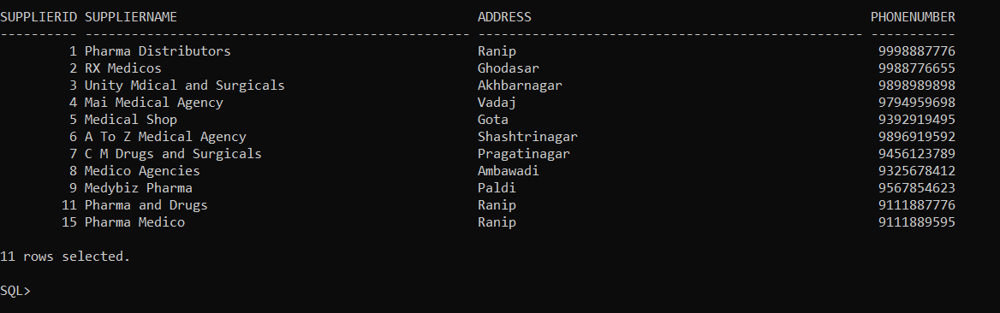 SUPPLIERID SUPPLIERNAME                                       ADDRESS                                            PHONENUMBER
---------- -------------------------------------------------- -------------------------------------------------- -----------
         1 Pharma Distributors                                Ranip                                               9998887776
         2 RX Medicos                                         Ghodasar                                            9988776655
         3 Unity Mdical and Surgicals                         Akhbarnagar                                         9898989898
         4 Mai Medical Agency                                 Vadaj                                               9794959698
         5 Medical Shop                                       Gota                                                9392919495
         6 A To Z Medical Agency                              Shashtrinagar                                       9896919592
         7 C M Drugs and Surgicals                            Pragatinagar                                        9456123789
         8 Medico Agencies                                    Ambawadi                                            9325678412
         9 Medybiz Pharma                                     Paldi                                               9567854623
        11 Pharma and Drugs                                   Ranip                                               9111887776
        15 Pharma Medico                                      Ranip                                               9111889595

11 rows selected.

SQL>